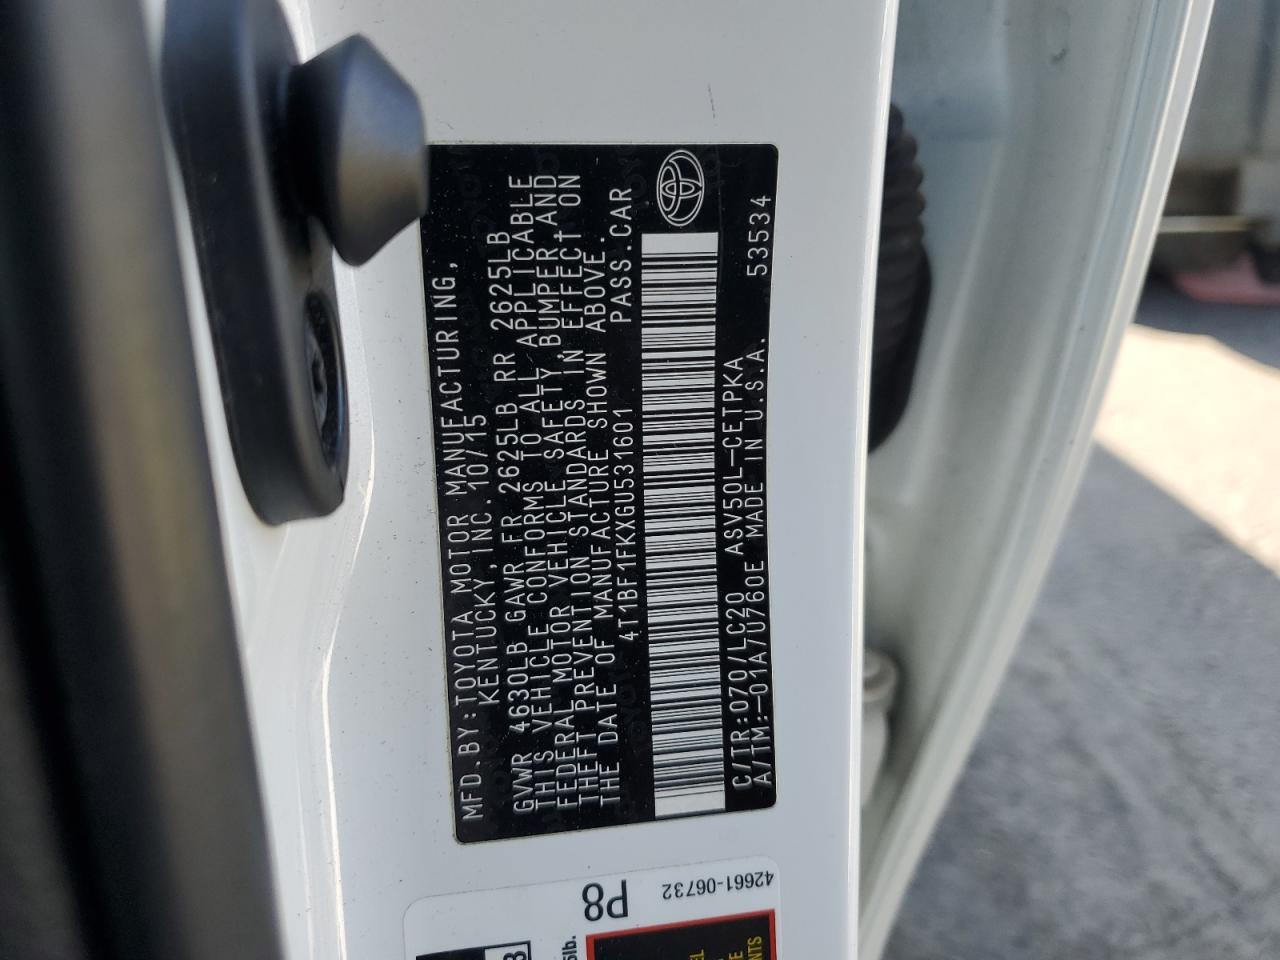 MFD.BY:TOYOTA MOTOR MANUFACTURING,
KENTUCKY,INC. 10/15
GVWR 4630LB GAWR FR 2625LB RR 2625LB
THIS VEHICLE CONFORMS TO ALL APPLICABLE
FEDERAL MOTOR VEHICLE SAFETY,BUMPER AND
THEFT PREVENTION STANDARDS IN EFFECT ON
THE DATE OF MANUFACTURE SHOWN ABOVE.
4T1BF1FKXGU531601 PASS.CAR
C/TR:070/LC20 ASV50L-CETPKA
A/TM:-01A/U760E MADE IN U.S.A. 53534
P8
42661-06732